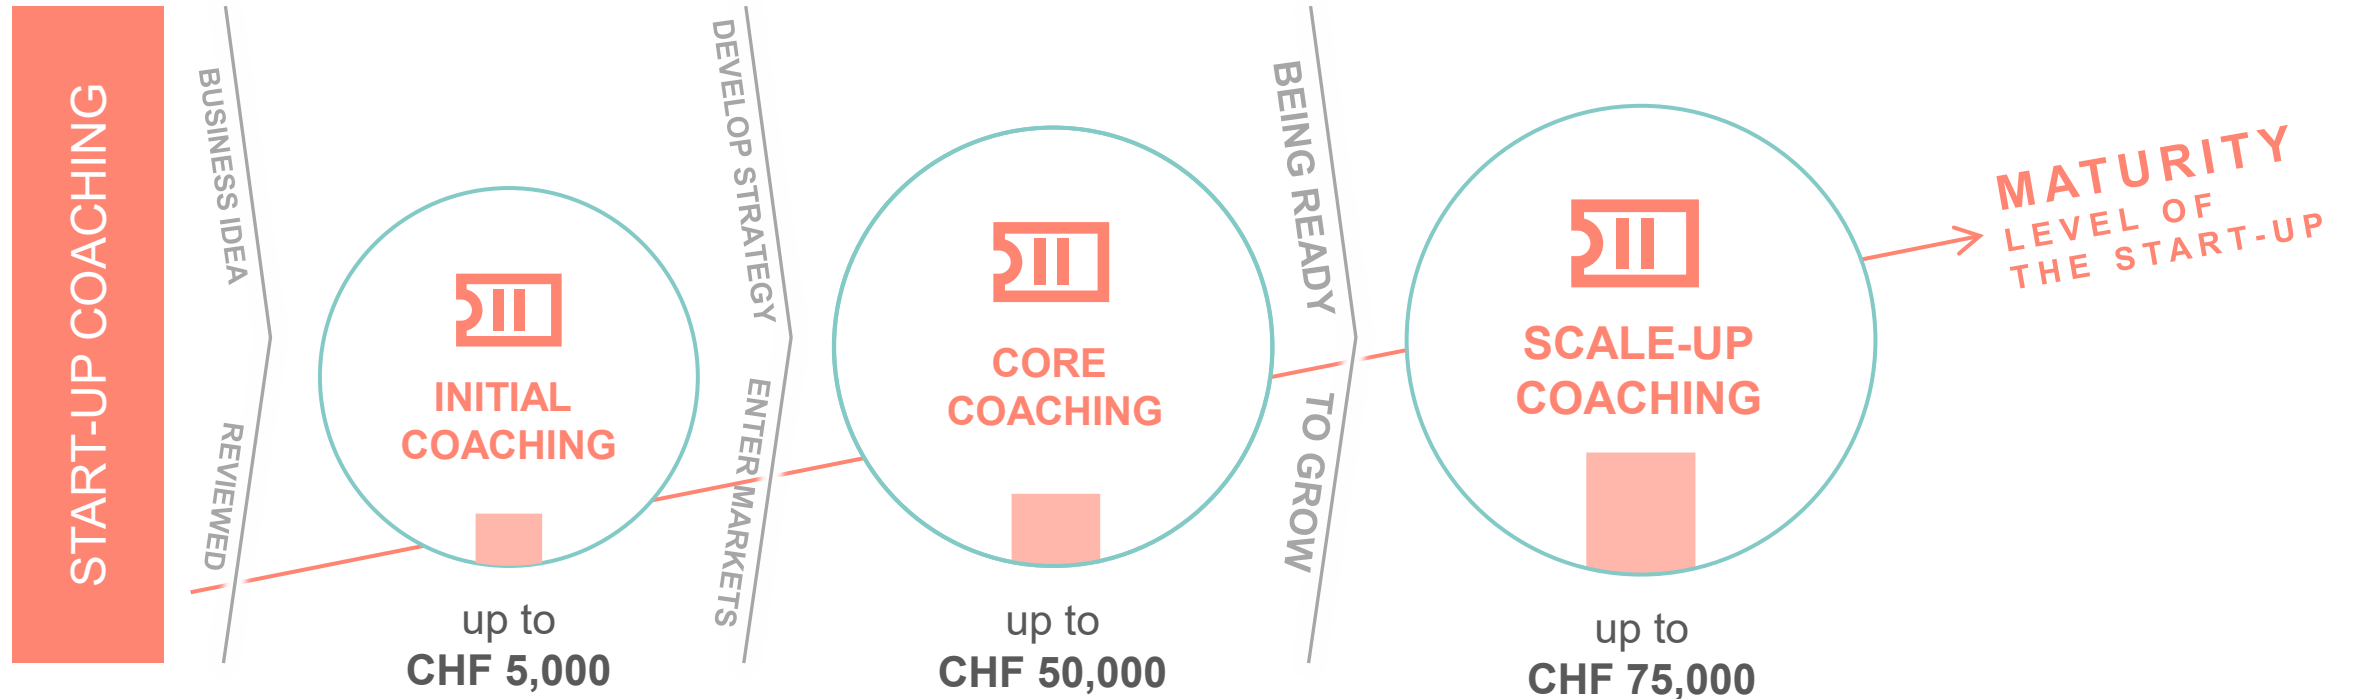 START-UP COACHING
BUSINESS IDEA
REVIEWED
INITIAL
COACHING
up to
CHF 5,000
DEVELOP STRATEGY
ENTER MARKETS
CORE
COACHING
up to
CHF 50,000
BEING READY
TO GROW
SCALE-UP
COACHING
up to
CHF 75,000
MATURITY
LEVEL OF
THE START-UP